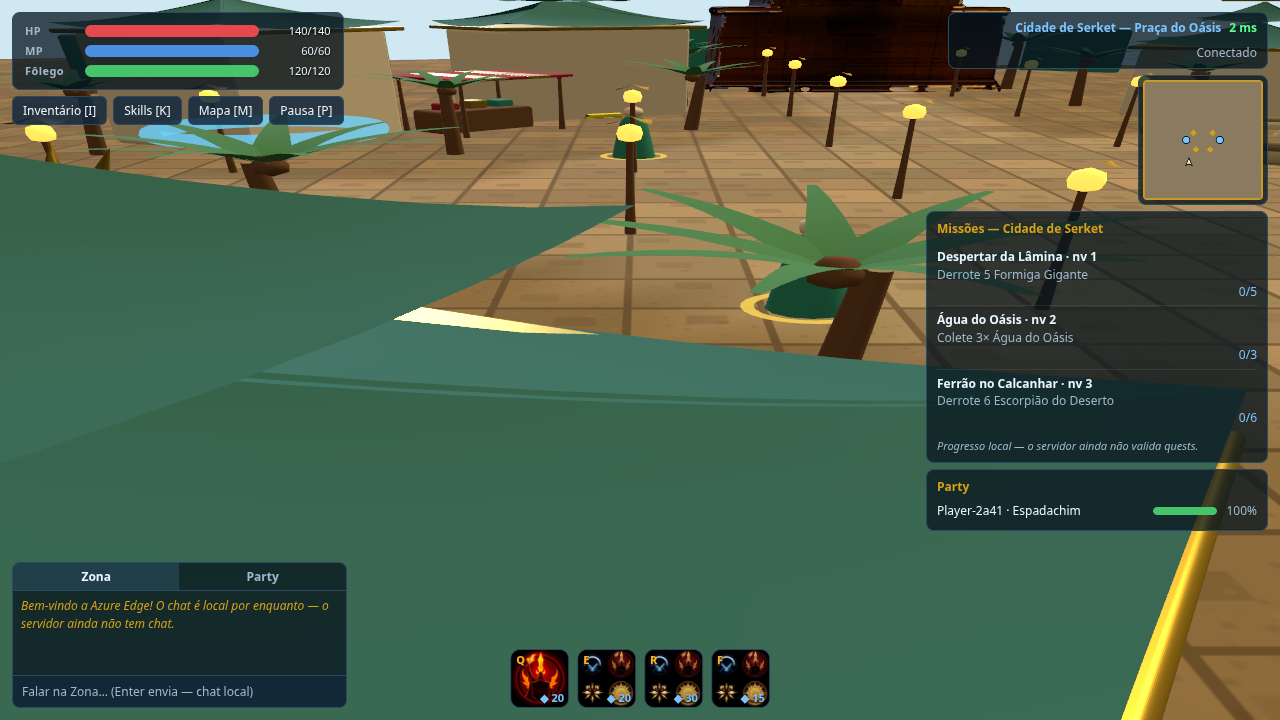 HP 140/140
MP 60/60
Fôlego 120/120
Inventário [I] Skills [K] Mapa [M] Pausa [P]
Cidade de Serket — Praça do Oásis 2 ms
Conectado
Missões — Cidade de Serket
Despertar da Lâmina · nv 1
Derrote 5 Formiga Gigante
0/5
Água do Oásis · nv 2
Colete 3× Água do Oásis
0/3
Ferrão no Calcanhar · nv 3
Derrote 6 Escorpião do Deserto
0/6
Progresso local — o servidor ainda não valida quests.
Party
Player-2a41 · Espadachim 100%
Zona Party
Bem-vindo a Azure Edge! O chat é local por enquanto — o
servidor ainda não tem chat.
Falar na Zona... (Enter envia — chat local)
Q E R F
20 20 30 15